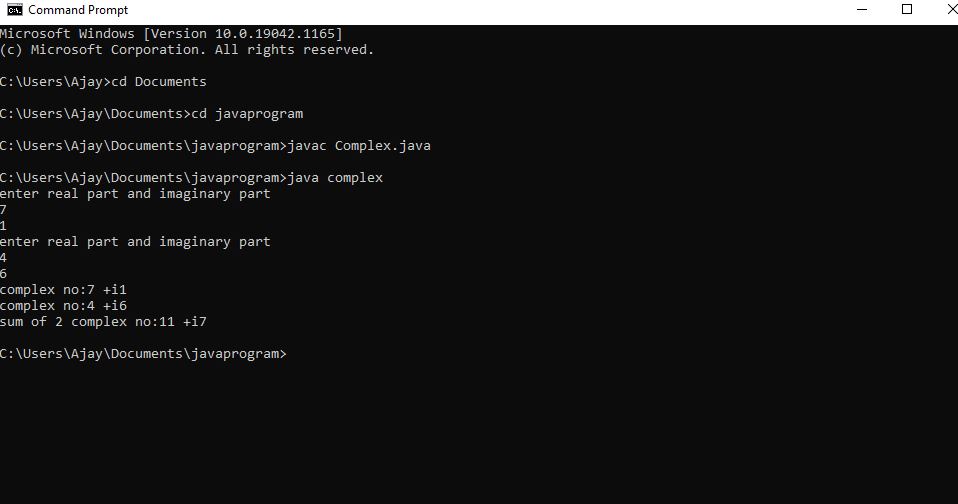 Command Prompt
Microsoft Windows [Version 10.0.19042.1165]
(c) Microsoft Corporation. All rights reserved.
C:\Users\Ajay>cd Documents
C:\Users\Ajay\Documents>cd javaprogram
C:\Users\Ajay\Documents\javaprogram>javac Complex.java
C:\Users\Ajay\Documents\javaprogram>java complex
enter real part and imaginary part
7
1
enter real part and imaginary part
4
6
complex no:7 +i1
complex no:4 +i6
sum of 2 complex no:11 +i7
C:\Users\Ajay\Documents\javaprogram>